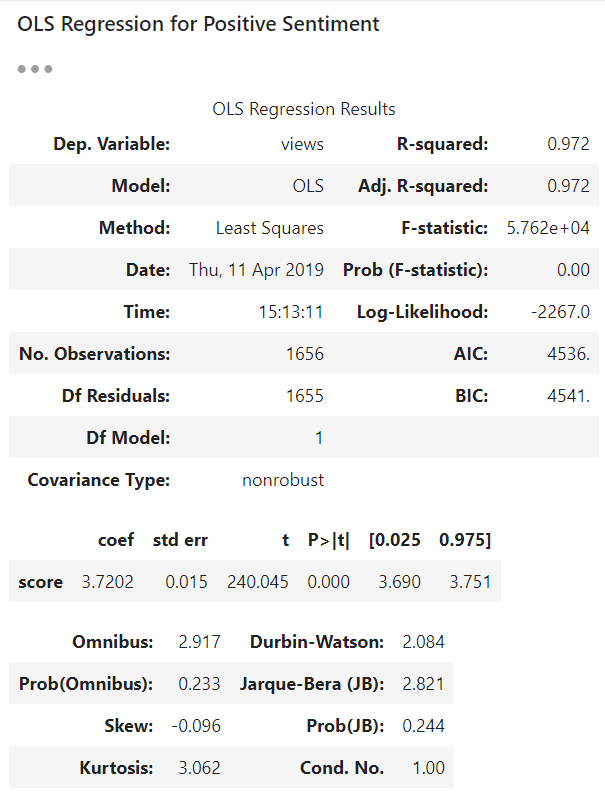 OLS Regression for Positive Sentiment
OLS Regression Results
Dep. Variable: views R-squared: 0.972
Model: OLS Adj. R-squared: 0.972
Method: Least Squares F-statistic: 5.762e+04
Date: Thu, 11 Apr 2019 Prob (F-statistic): 0.00
Time: 15:13:11 Log-Likelihood: -2267.0
No. Observations: 1656 AIC: 4536.
Df Residuals: 1655 BIC: 4541.
Df Model: 1
Covariance Type: nonrobust
coef std err t P>|t| [0.025 0.975]
score 3.7202 0.015 240.045 0.000 3.690 3.751
Omnibus: 2.917 Durbin-Watson: 2.084
Prob(Omnibus): 0.233 Jarque-Bera (JB): 2.821
Skew: -0.096 Prob(JB): 0.244
Kurtosis: 3.062 Cond. No. 1.00